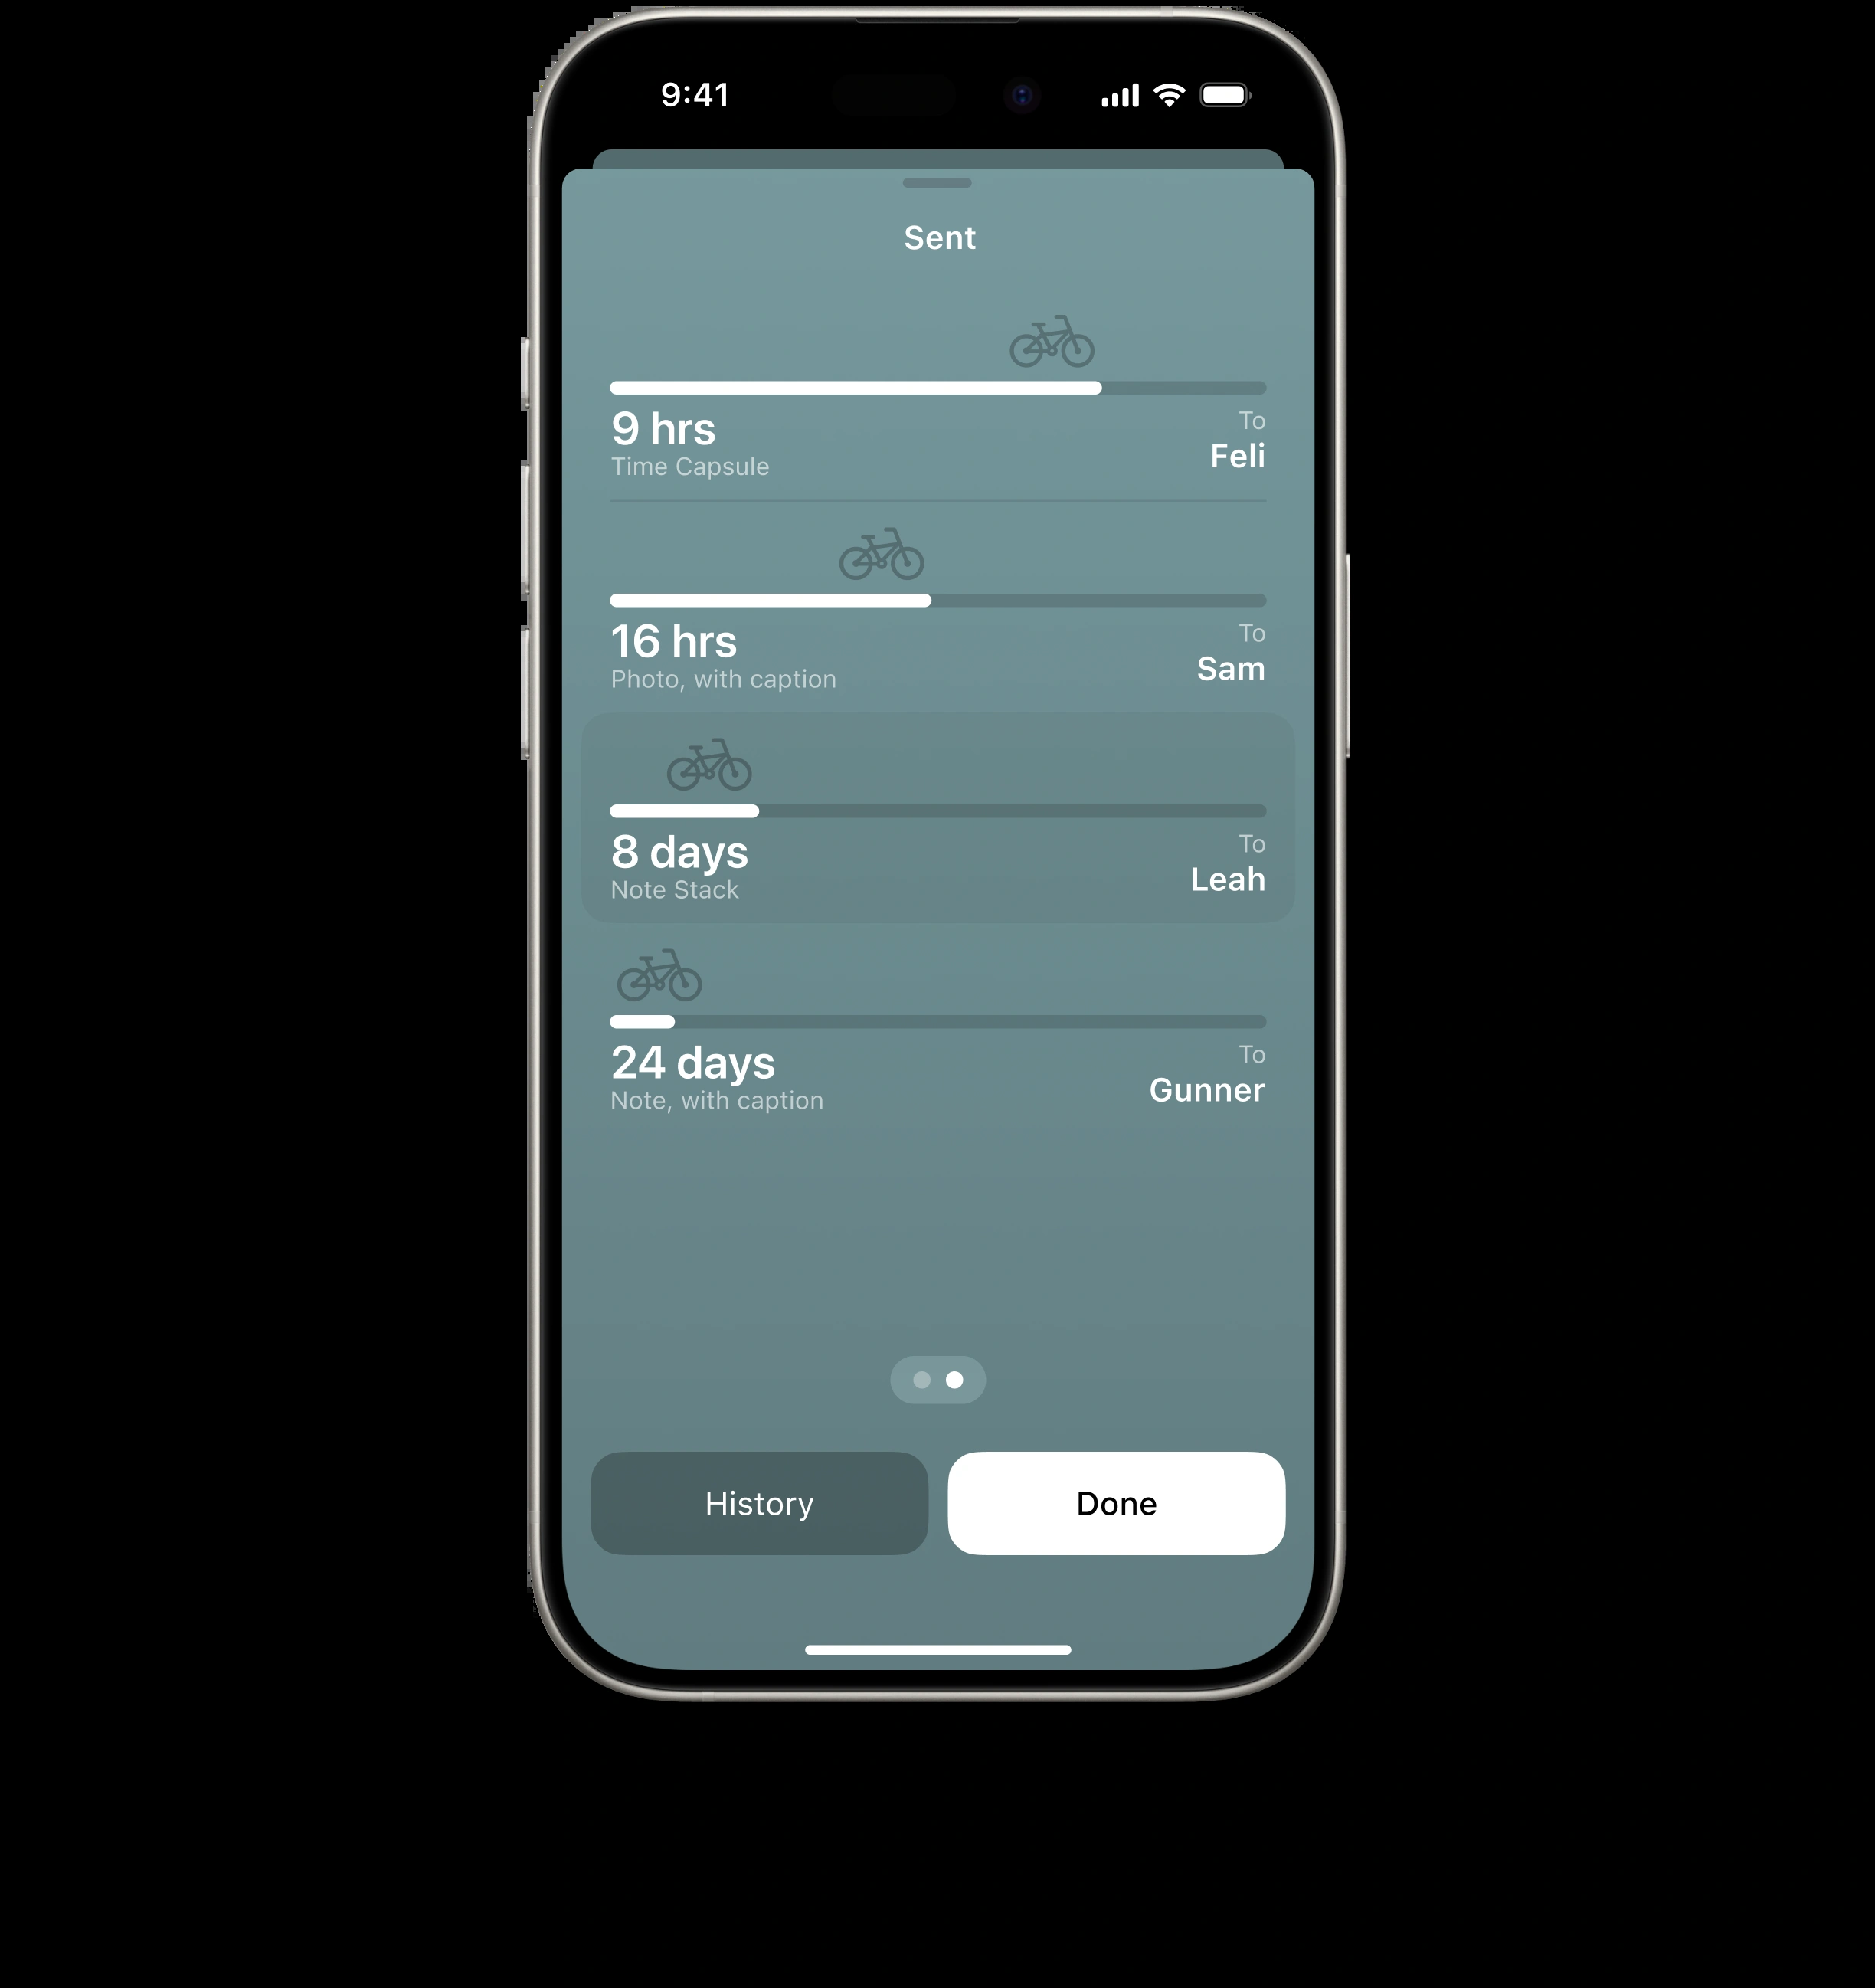 9:41
Sent
9 hrs
Time Capsule
To
Feli
16 hrs
Photo, with caption
To
Sam
8 days
Note Stack
To
Leah
24 days
Note, with caption
To
Gunner
History
Done